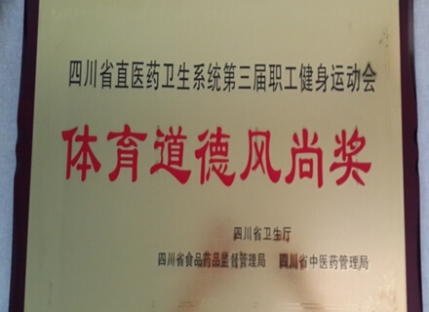 四川省直医药卫生系统第三届职工健身运动会
体育道德风尚奖
四川省卫生厅
四川省食品药品监督管理局 四川省中医药管理局